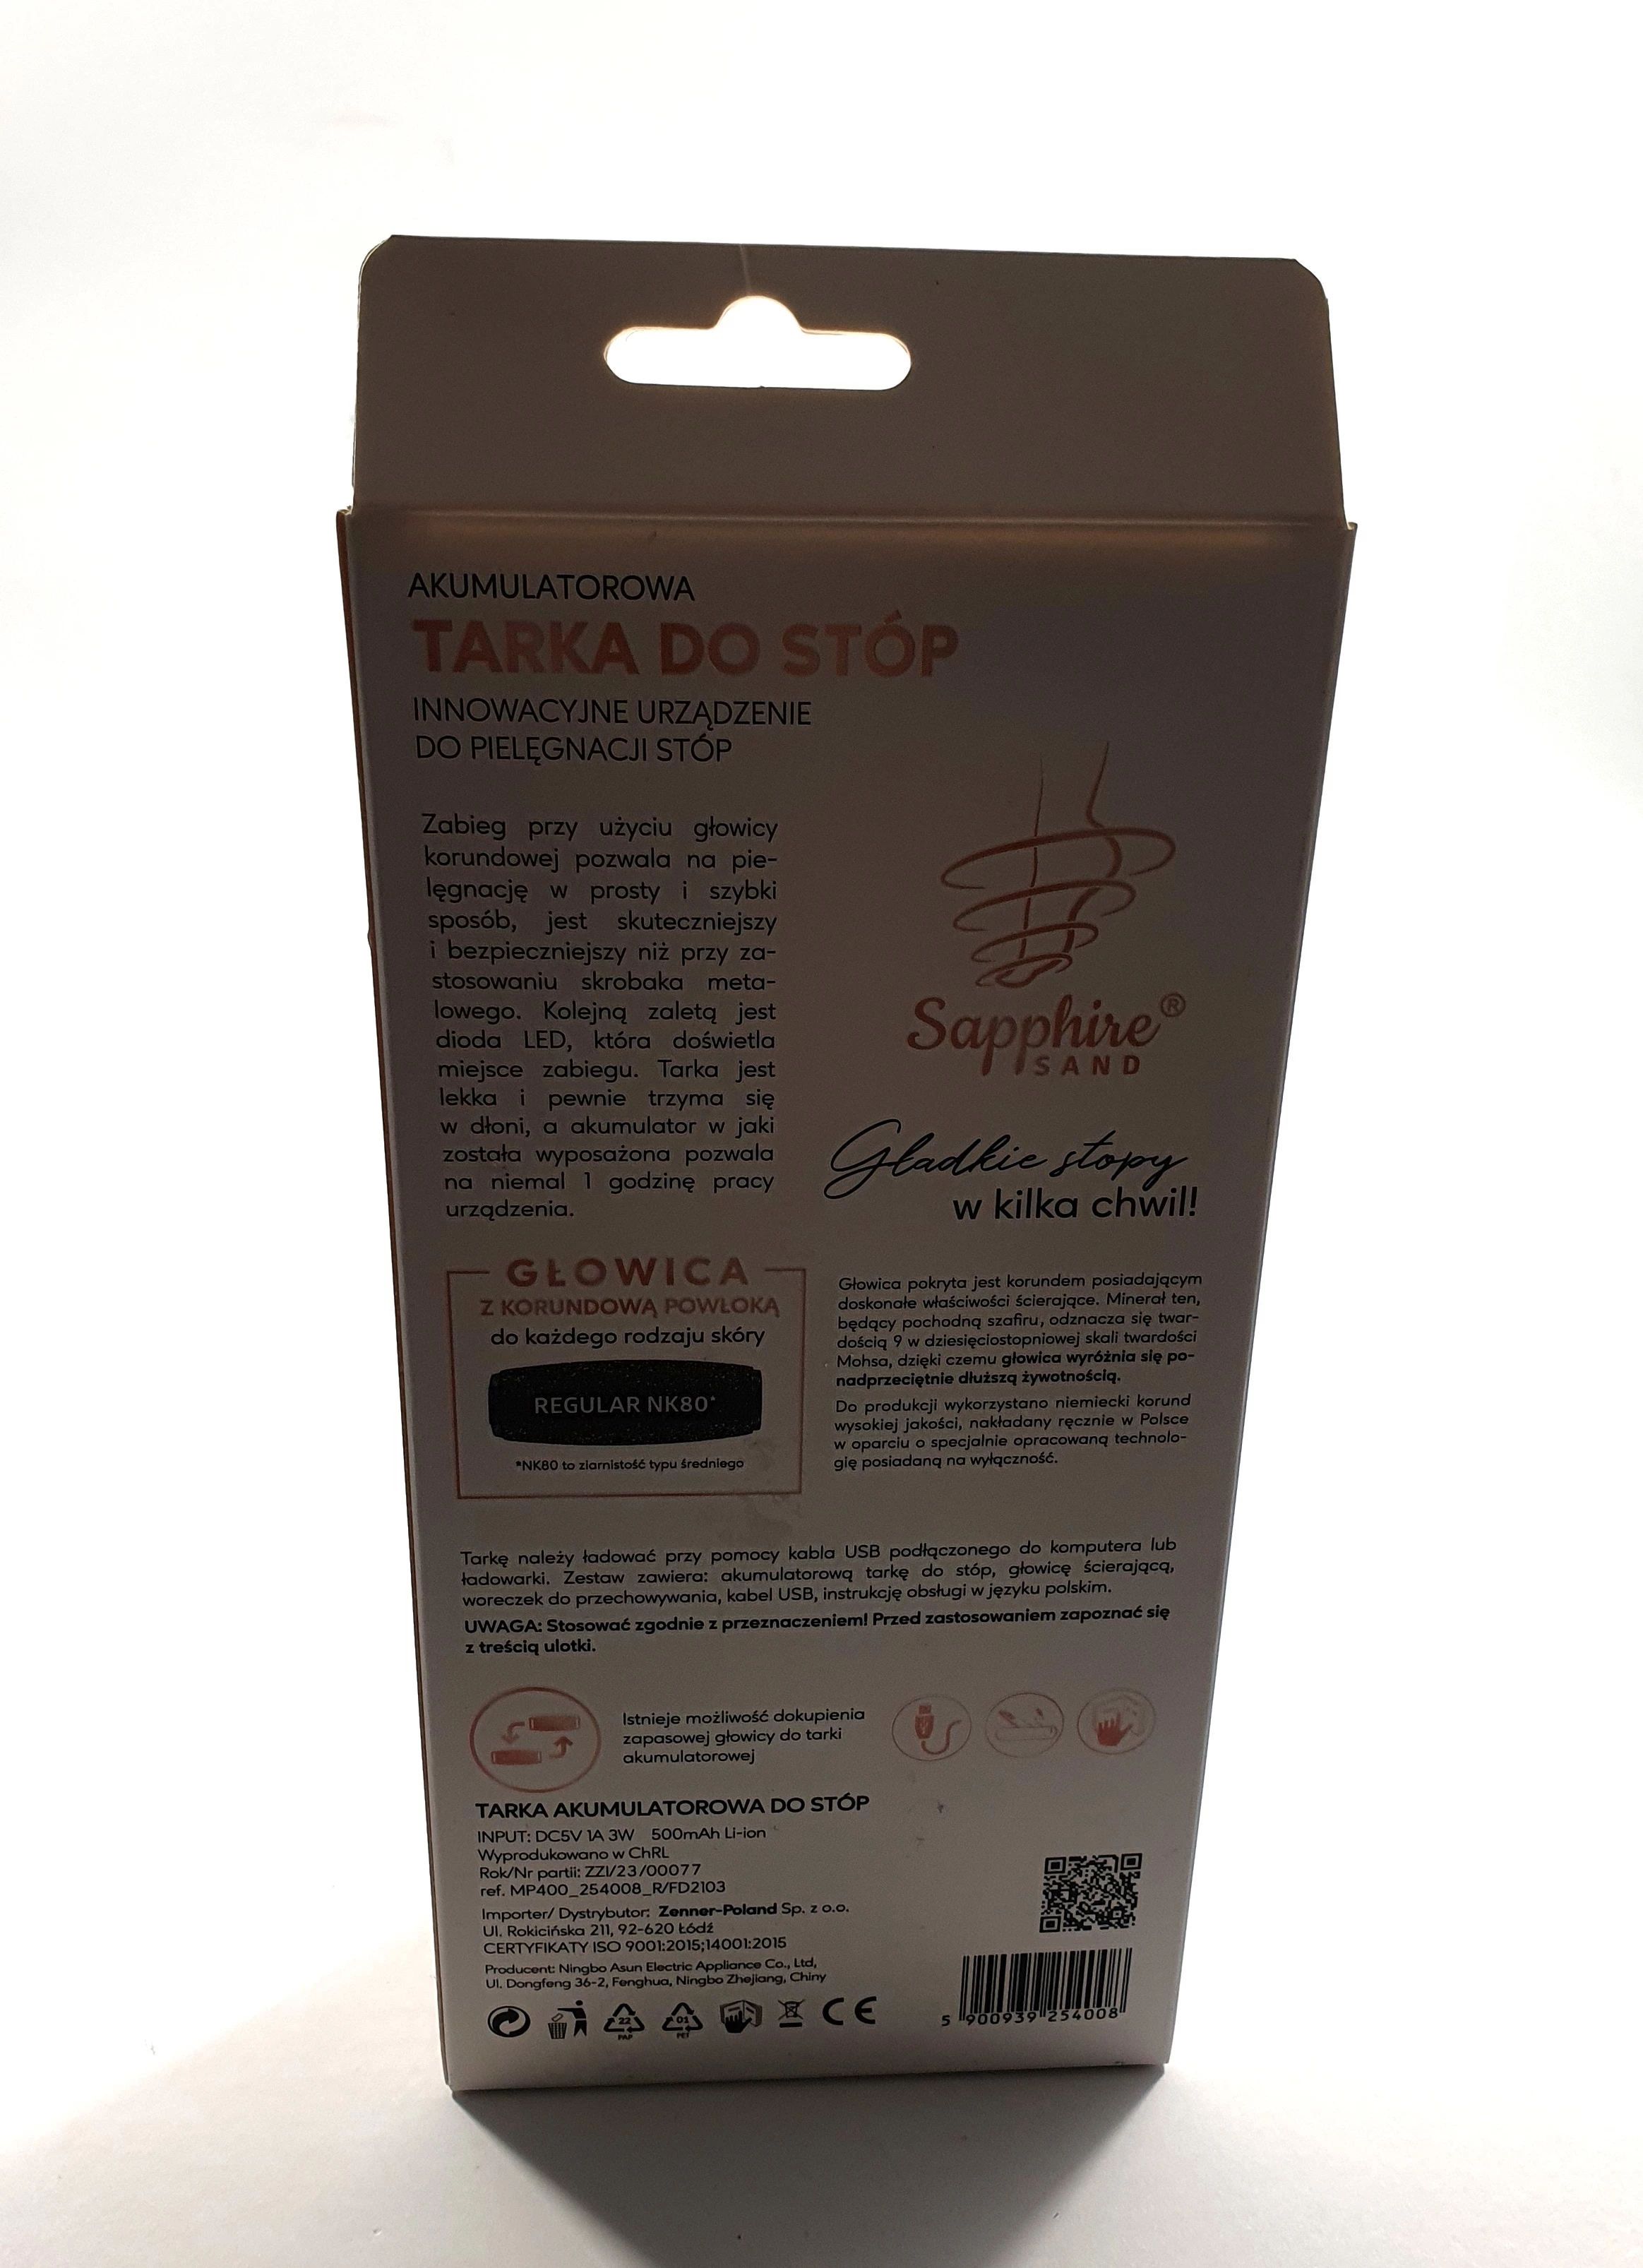 AKUMULATOROWA
TARKA DO STÓP
INNOWACYJNE URZĄDZENIE
DO PIELĘGNACJI STÓP
Zabieg przy użyciu głowicy
korundowej pozwala na pie-
lęgnację w prosty i szybki
sposób, jest skuteczniejszy
i bezpieczniejszy niż przy za-
stosowaniu skrobaka meta-
lowego. Kolejną zaletą jest
dioda LED, która doświetla
miejsce zabiegu. Tarka jest
lekka i pewnie trzyma się
w dłoni, a akumulator w jaki
została wyposażona pozwala
na niemal 1 godzinę pracy
urządzenia.
Sapphire®
SAND
Gładkie stopy
w kilka chwil!
GŁOWICA
Z KORUNDOWĄ POWŁOKĄ
do każdego rodzaju skóry
REGULAR NK80*
*NK80 to ziarnistość typu średniego
Głowica pokryta jest korundem posiadającym
doskonałe właściwości ścierające. Minerał ten,
będący pochodną szafiru, odznacza się twar-
dością 9 w dziesięciostopniowej skali twardości
Mohsa, dzięki czemu głowica wyróżnia się po-
nadprzeciętnie dłuższą żywotnością.
Do produkcji wykorzystano niemiecki korund
wysokiej jakości, nakładany ręcznie w Polsce
w oparciu o specjalnie opracowaną technolo-
gię posiadaną na wyłączność.
Tarkę należy ładować przy pomocy kabla USB podłączonego do komputera lub
ładowarki. Zestaw zawiera: akumulatorową tarkę do stóp, głowicę ścierającą,
woreczek do przechowywania, kabel USB, instrukcję obsługi w języku polskim.
UWAGA: Stosować zgodnie z przeznaczeniem! Przed zastosowaniem zapoznać się
z treścią ulotki.
Istnieje możliwość dokupienia
zapasowej głowicy do tarki
akumulatorowej
TARKA AKUMULATOROWA DO STÓP
INPUT: DC5V 1A 3W 500mAh Li-ion
Wyprodukowano w ChRL
Rok/Nr partii: ZZI/23/00077
ref. MP400_254008_R/FD2103
Importer/ Dystrybutor: Zenner-Poland Sp. z o.o.
Ul. Rokicińska 211, 92-620 Łódź
CERTYFIKATY ISO 9001:2015;14001:2015
Producent: Ningbo Asun Electric Appliance Co., Ltd,
Ul. Dongfeng 36-2, Fenghua, Ningbo Zhejiang, Chiny
22
PAP
01
PET
CE
5 900939 254008